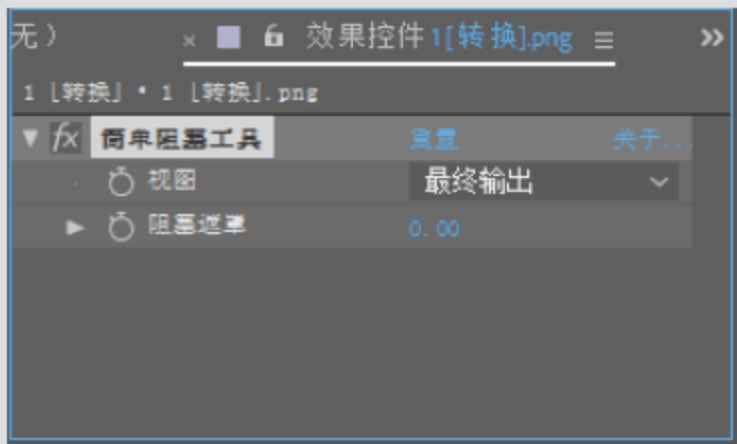 无） × 效果控件 1[转换].png ≡ »
1 [转换] • 1 [转换].png
fx 简单阻塞工具 重置 关于...
视图 最终输出
阻塞遮罩 0.00